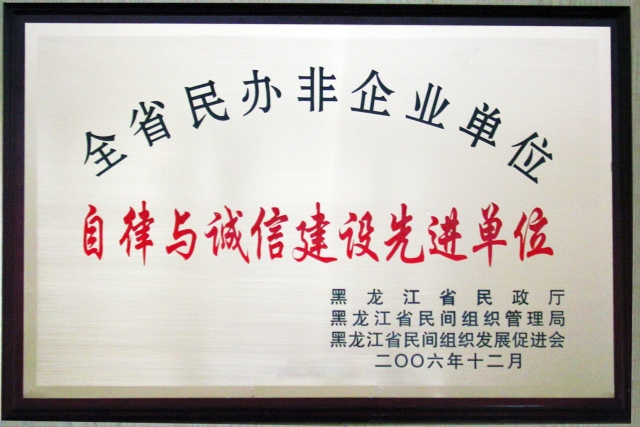 全省民办非企业单位
自律与诚信建设先进单位
黑龙江省民政厅
黑龙江省民间组织管理局
黑龙江省民间组织发展促进会
二〇〇六年十二月